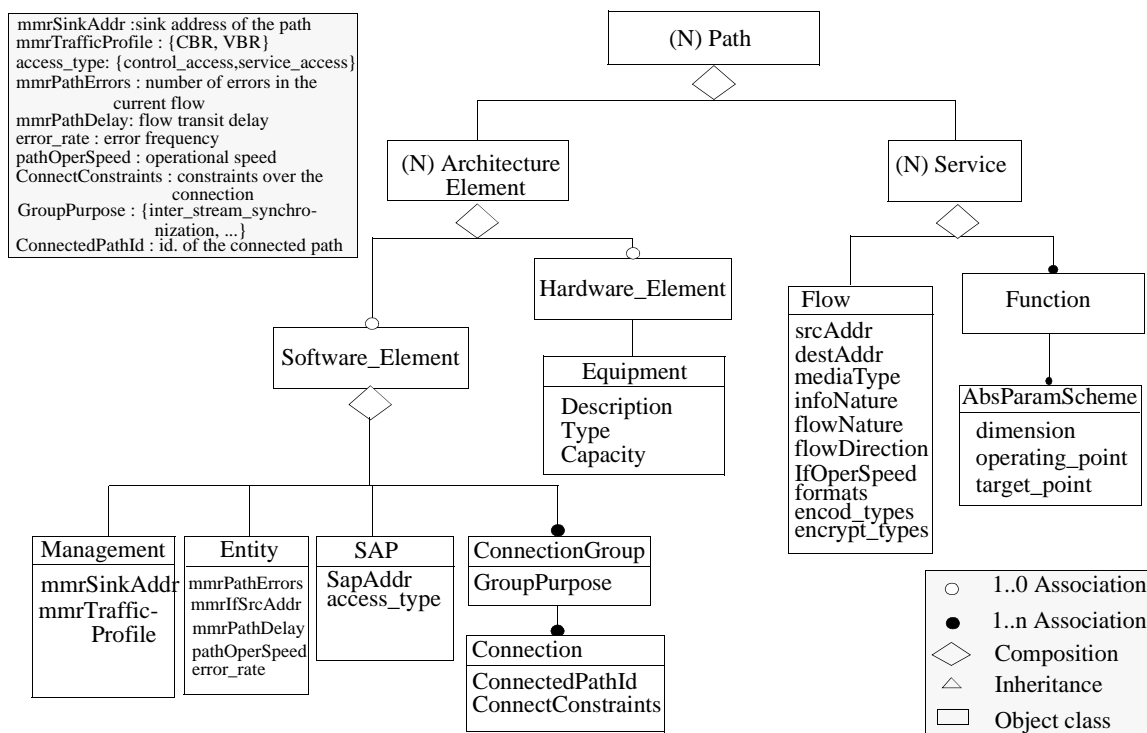 mmrSinkAddr :sink address of the path
mmrTrafficProfile : {CBR, VBR}
access_type: {control_access,service_access}
mmrPathErrors : number of errors in the
current flow
mmrPathDelay: flow transit delay
error_rate : error frequency
pathOperSpeed : operational speed
ConnectConstraints : constraints over the
connection
GroupPurpose : {inter_stream_synchro-
nization, ...}
ConnectedPathId : id. of the connected path
(N) Path
(N) Architecture
Element
(N) Service
Hardware_Element
Software_Element
Equipment
Description
Type
Capacity
Flow
srcAddr
destAddr
mediaType
infoNature
flowNature
flowDirection
IfOperSpeed
formats
encod_types
encrypt_types
Function
AbsParamScheme
dimension
operating_point
target_point
Management
mmrSinkAddr
mmrTraffic-
Profile
Entity
mmrPathErrors
mmrIfSrcAddr
mmrPathDelay
pathOperSpeed
error_rate
SAP
SapAddr
access_type
ConnectionGroup
GroupPurpose
Connection
ConnectedPathId
ConnectConstraints
1..0 Association
1..n Association
Composition
Inheritance
Object class